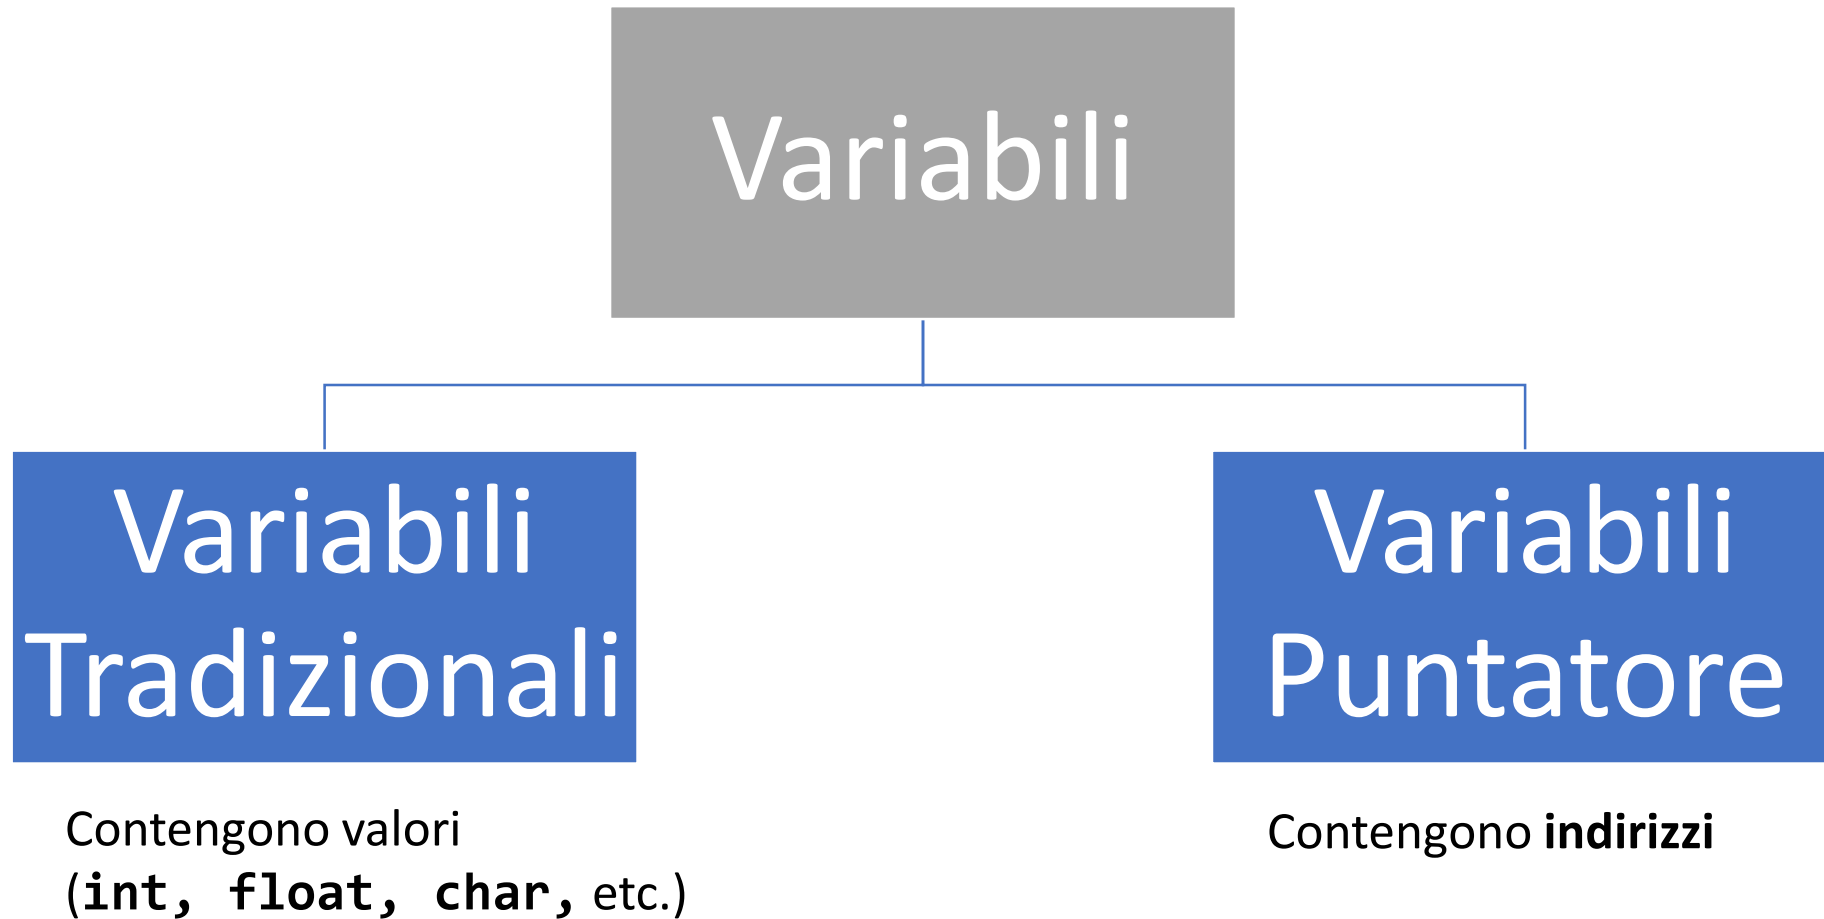 Variabili
Variabili
Tradizionali
Variabili
Puntatore
Contengono valori
(int, float, char, etc.)
Contengono indirizzi